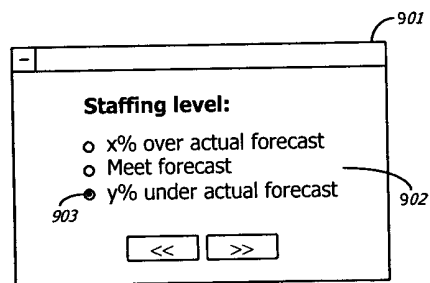 901
Staffing level:
x% over actual forecast
Meet forecast
y% under actual forecast
902
903
<< >>